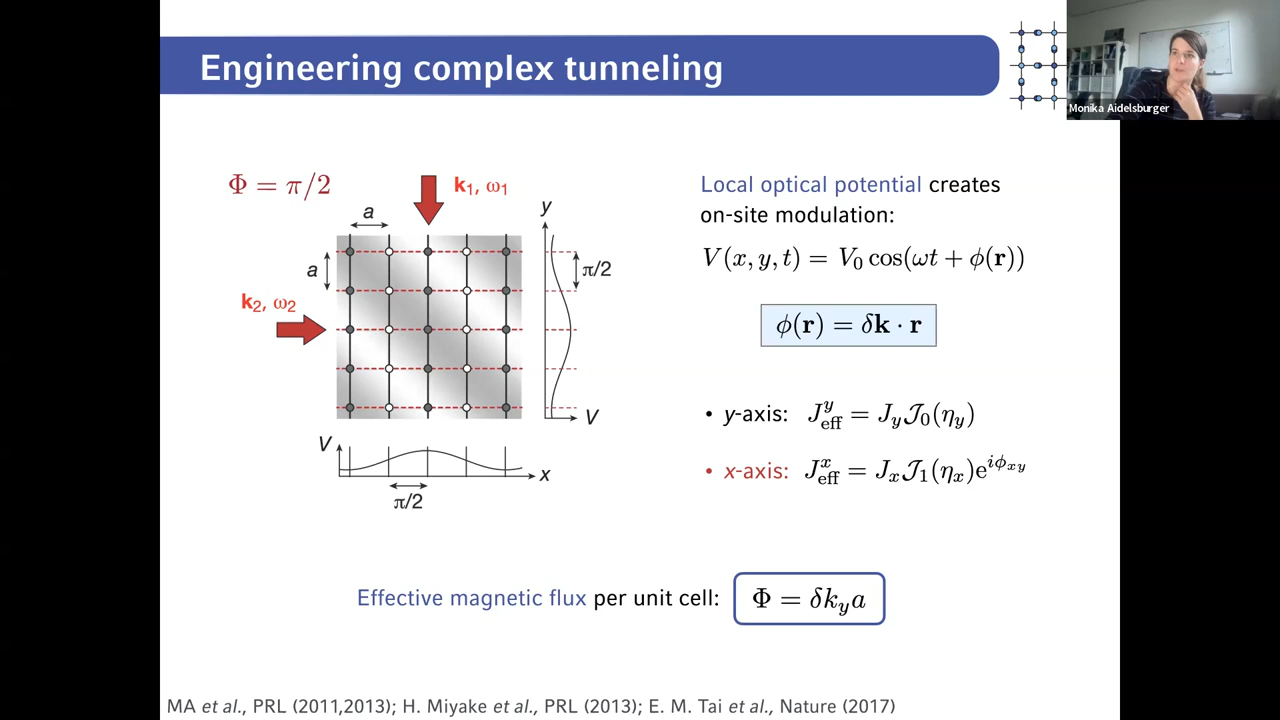 Engineering complex tunneling
Monika Aidelsburger
Φ = π/2
k₁, ω₁
a
y
a
π/2
k₂, ω₂
V
V
x
π/2
Local optical potential creates
on-site modulation:
V(x, y, t) = V₀ cos(ωt + ϕ(r))
ϕ(r) = δk · r
• y-axis: J^y_eff = J_y 𝒥₀(η_y)
• x-axis: J^x_eff = J_x 𝒥₁(η_x)e^{iϕ_xy}
Effective magnetic flux per unit cell: Φ = δk_y a
MA et al., PRL (2011,2013); H. Miyake et al., PRL (2013); E. M. Tai et al., Nature (2017)